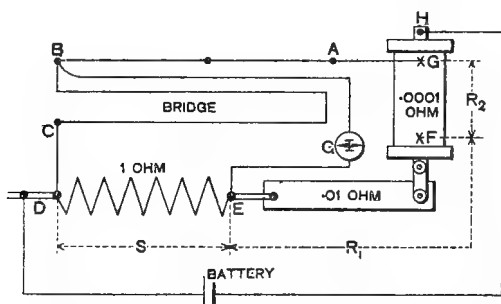 H
B
A
G
.0001
OHM
R2
BRIDGE
C
G
F
1 OHM
.01 OHM
D
E
S
R1
BATTERY